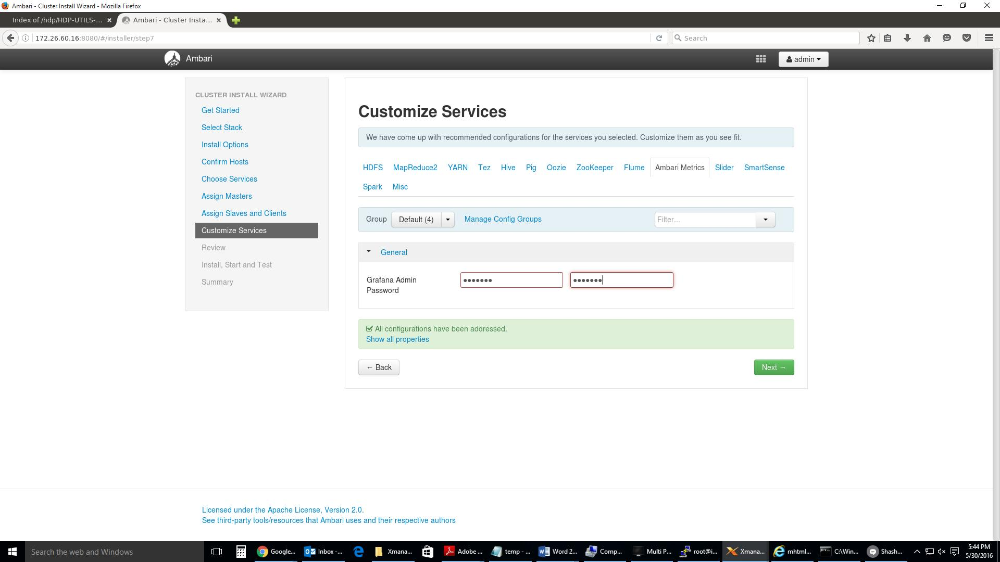 Ambari - Cluster Install Wizard - Mozilla Firefox
Index of /hdp/HDP-UTILS-...
Ambari - Cluster Insta...
172.26.60.16:8080/#/installer/step7
Search
Ambari
admin
CLUSTER INSTALL WIZARD
Get Started
Select Stack
Install Options
Confirm Hosts
Choose Services
Assign Masters
Assign Slaves and Clients
Customize Services
Review
Install, Start and Test
Summary
Customize Services
We have come up with recommended configurations for the services you selected. Customize them as you see fit.
HDFS MapReduce2 YARN Tez Hive Pig Oozie ZooKeeper Flume Ambari Metrics Slider SmartSense
Spark Misc
Group Default (4) Manage Config Groups Filter...
General
Grafana Admin
Password
All configurations have been addressed.
Show all properties
← Back
Next →
Licensed under the Apache License, Version 2.0.
See third-party tools/resources that Ambari uses and their respective authors
Search the web and Windows
Google...
Inbox -...
Xmana...
Adobe ...
temp - ...
Word 2...
Comp...
Multi P...
root@i...
Xmana...
mhtml...
C:\Win...
Shash...
5:44 PM
5/30/2016